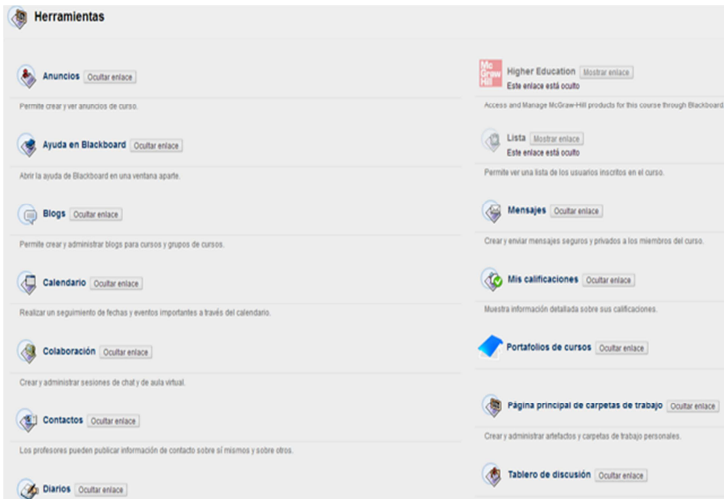 Herramientas
Anuncios Ocultar enlace
Permite crear y ver anuncios de curso.
Ayuda en Blackboard Ocultar enlace
Abrir la ayuda de Blackboard en una ventana aparte.
Blogs Ocultar enlace
Permite crear y administrar blogs para cursos y grupos de cursos.
Calendario Ocultar enlace
Realizar un seguimiento de fechas y eventos importantes a través del calendario.
Colaboración Ocultar enlace
Crear y administrar sesiones de chat y de aula virtual.
Contactos Ocultar enlace
Los profesores pueden publicar información de contacto sobre sí mismos y sobre otros.
Diarios Ocultar enlace
Mc
Graw
Hill
Higher Education Mostrar enlace
Este enlace está oculto
Access and Manage McGraw-Hill products for this course through Blackboard
Lista Mostrar enlace
Este enlace está oculto
Permite ver una lista de los usuarios inscritos en el curso.
Mensajes Ocultar enlace
Crear y enviar mensajes seguros y privados a los miembros del curso.
Mis calificaciones Ocultar enlace
Muestra información detallada sobre sus calificaciones.
Portafolios de cursos Ocultar enlace
Página principal de carpetas de trabajo Ocultar enlace
Crear y administrar artefactos y carpetas de trabajo personales.
Tablero de discusión Ocultar enlace